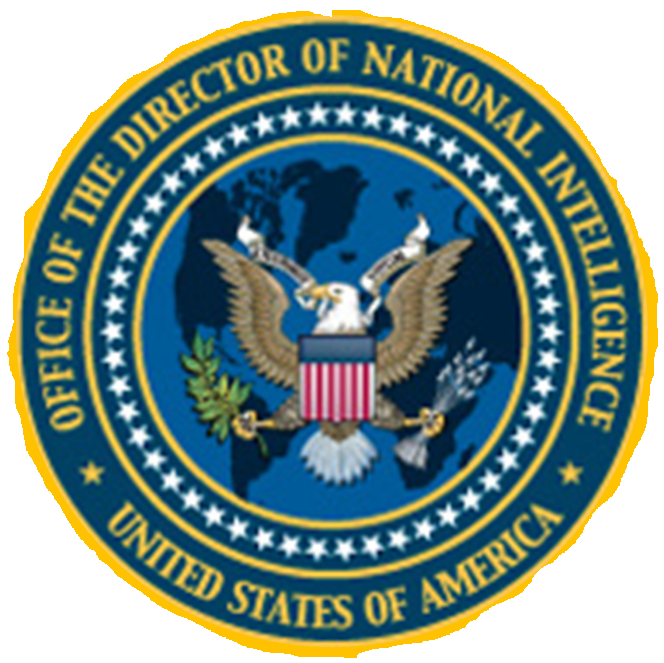 OFFICE OF THE DIRECTOR OF NATIONAL INTELLIGENCE
UNITED STATES OF AMERICA